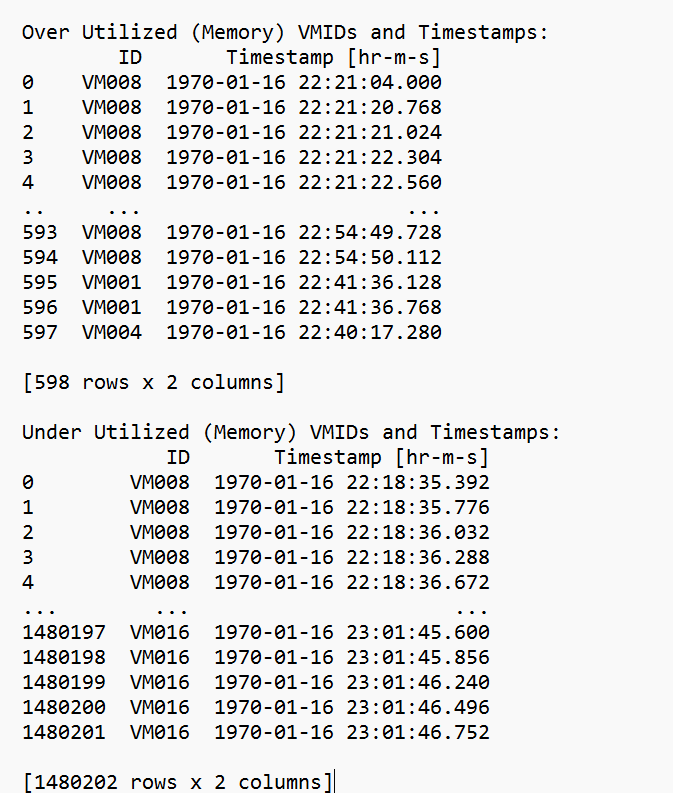 Over Utilized (Memory) VMIDs and Timestamps:
ID Timestamp [hr-m-s]
0 VM008 1970-01-16 22:21:04.000
1 VM008 1970-01-16 22:21:20.768
2 VM008 1970-01-16 22:21:21.024
3 VM008 1970-01-16 22:21:22.304
4 VM008 1970-01-16 22:21:22.560
.. ... ...
593 VM008 1970-01-16 22:54:49.728
594 VM008 1970-01-16 22:54:50.112
595 VM001 1970-01-16 22:41:36.128
596 VM001 1970-01-16 22:41:36.768
597 VM004 1970-01-16 22:40:17.280
[598 rows x 2 columns]
Under Utilized (Memory) VMIDs and Timestamps:
ID Timestamp [hr-m-s]
0 VM008 1970-01-16 22:18:35.392
1 VM008 1970-01-16 22:18:35.776
2 VM008 1970-01-16 22:18:36.032
3 VM008 1970-01-16 22:18:36.288
4 VM008 1970-01-16 22:18:36.672
... ... ...
1480197 VM016 1970-01-16 23:01:45.600
1480198 VM016 1970-01-16 23:01:45.856
1480199 VM016 1970-01-16 23:01:46.240
1480200 VM016 1970-01-16 23:01:46.496
1480201 VM016 1970-01-16 23:01:46.752
[1480202 rows x 2 columns]